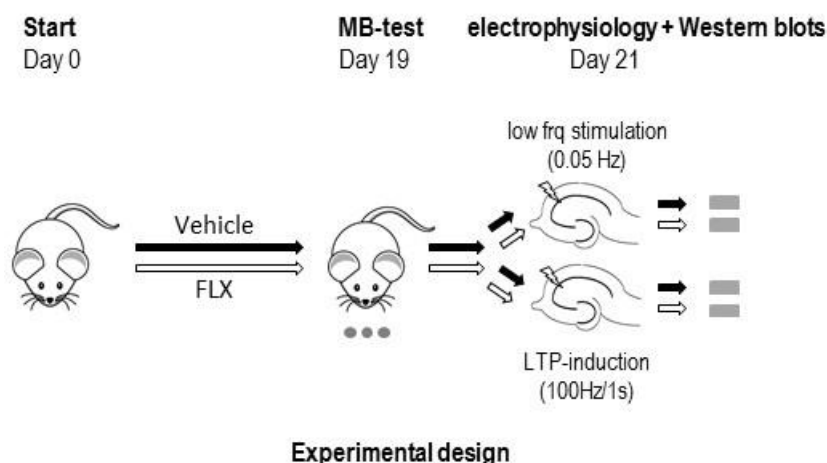 Start
Day 0
MB-test
Day 19
electrophysiology + Western blots
Day 21
low frq stimulation
(0.05 Hz)
Vehicle
FLX
LTP-induction
(100Hz/1s)
Experimental design